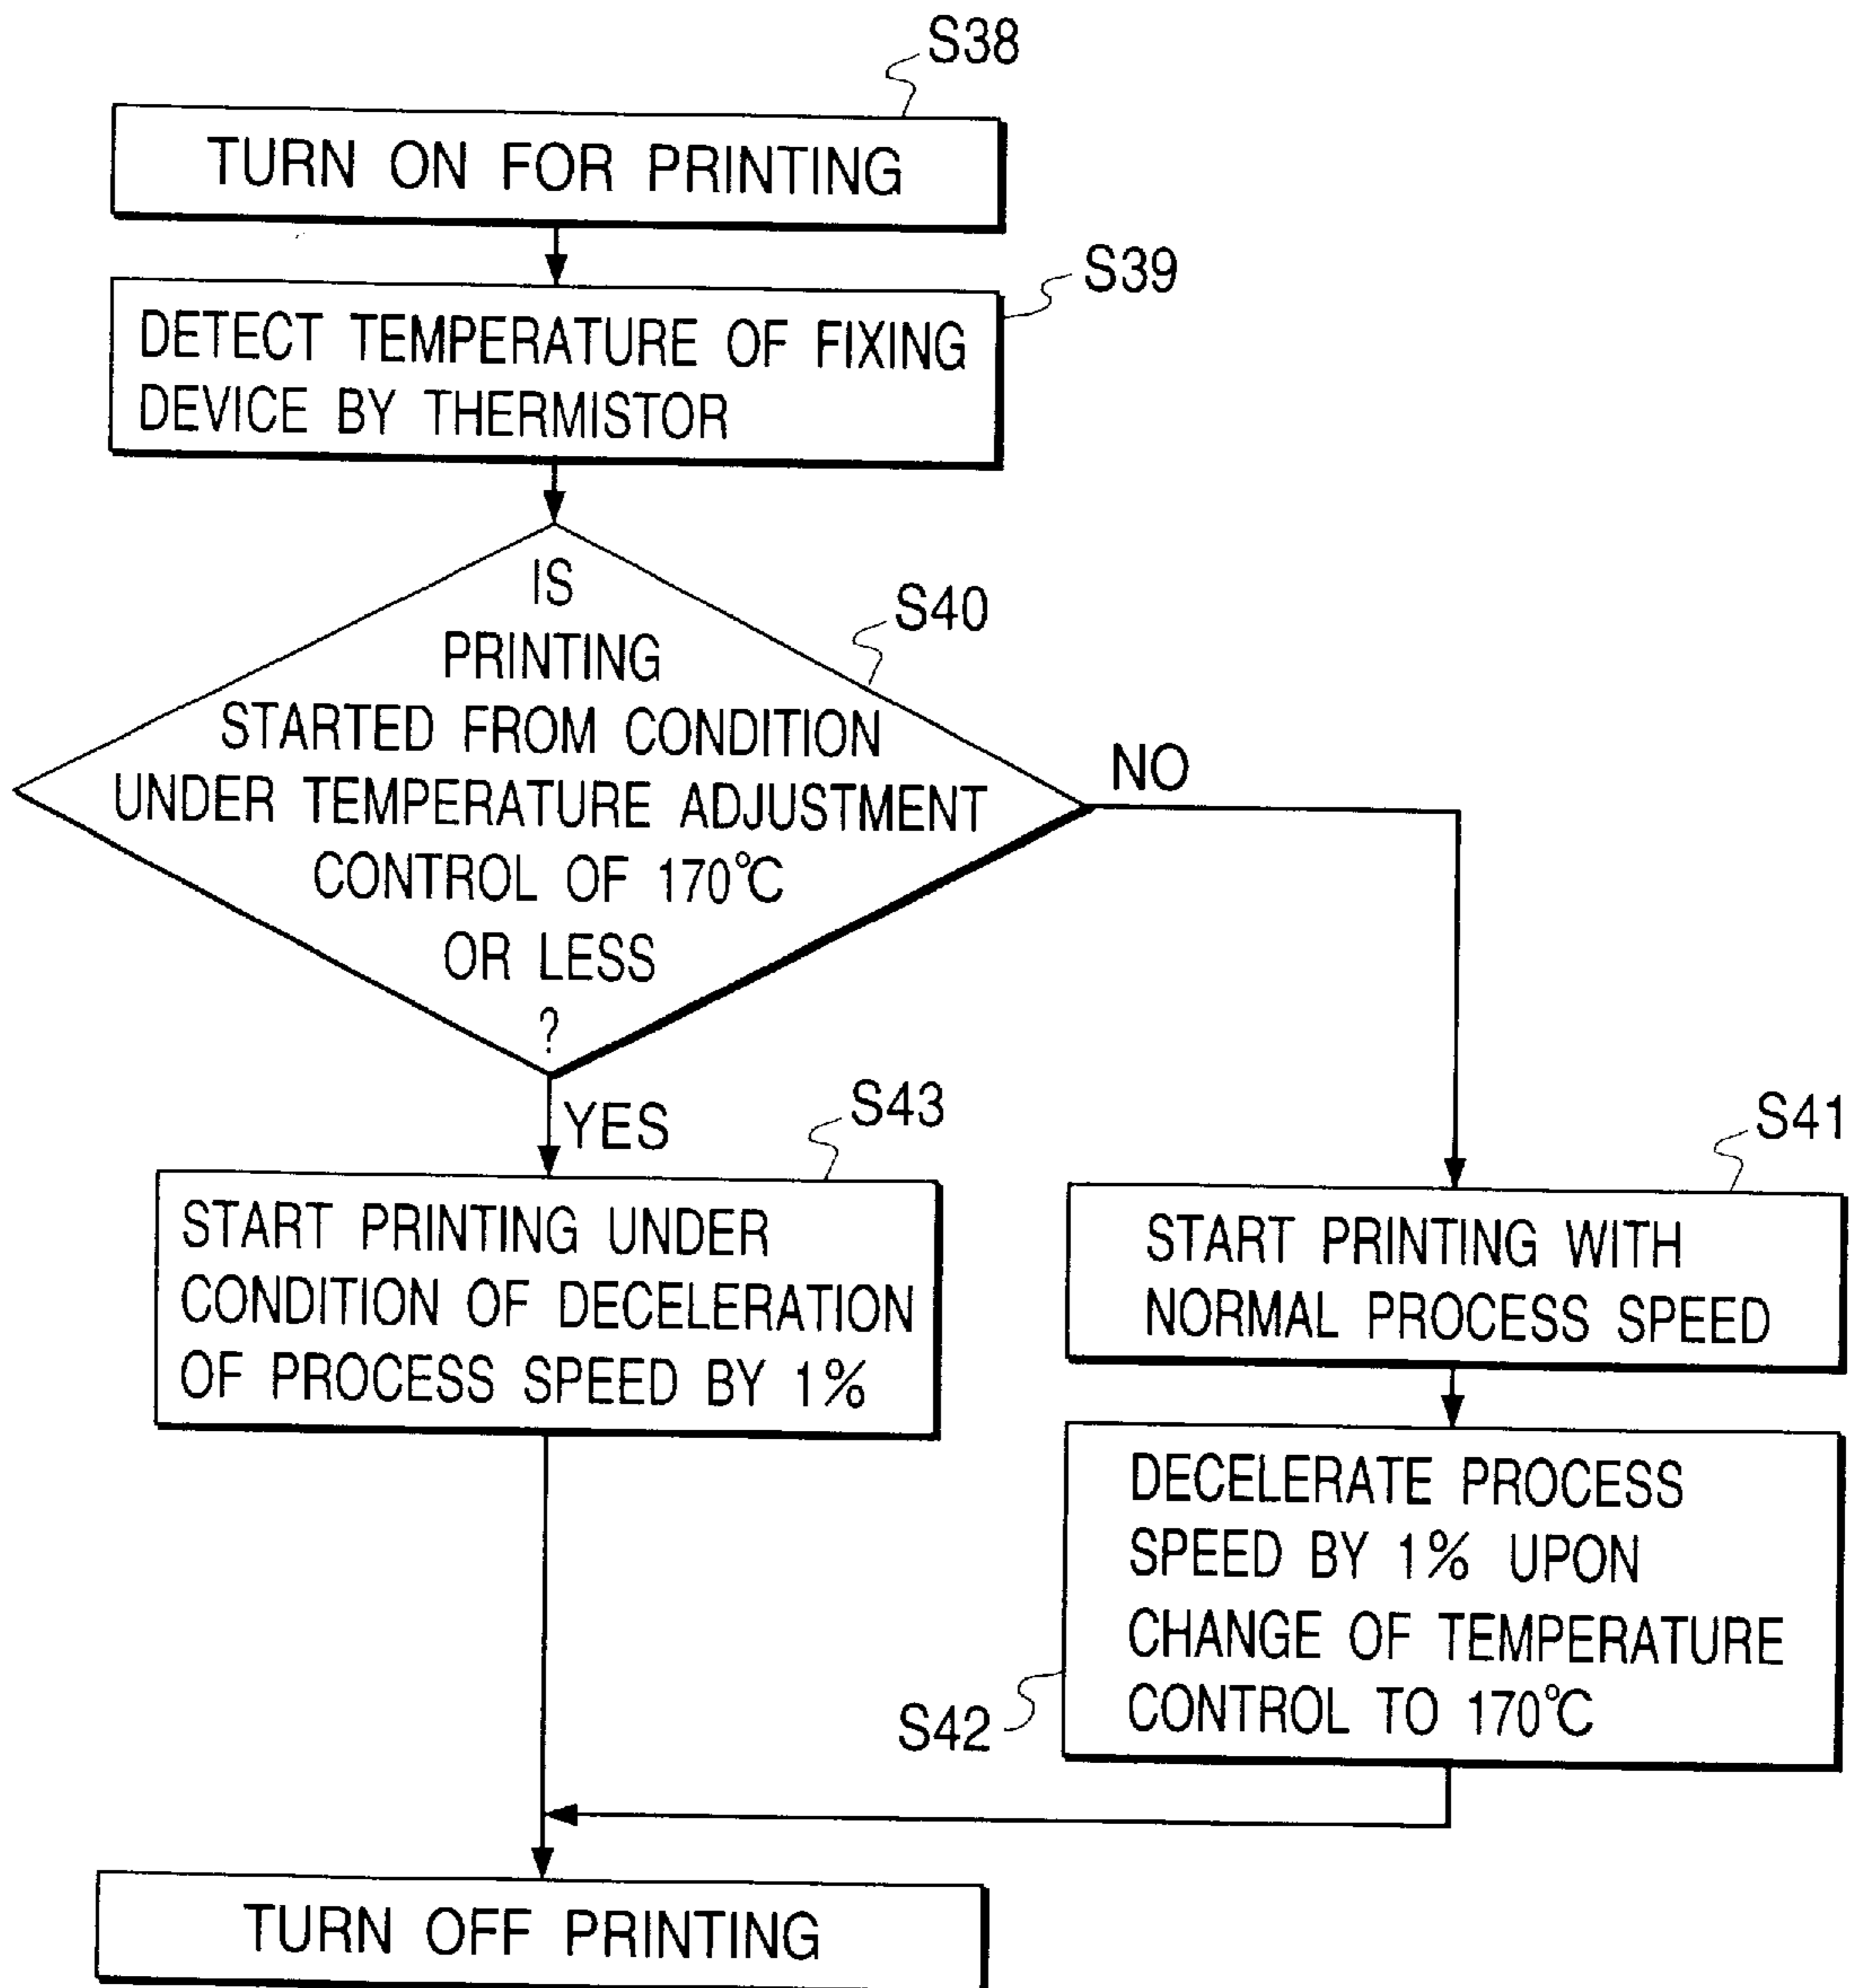 S38
TURN ON FOR PRINTING
S39
DETECT TEMPERATURE OF FIXING
DEVICE BY THERMISTOR
S40
IS
PRINTING
STARTED FROM CONDITION
UNDER TEMPERATURE ADJUSTMENT
CONTROL OF 170°C
OR LESS
?
NO
YES
S43
START PRINTING UNDER
CONDITION OF DECELERATION
OF PROCESS SPEED BY 1%
S41
START PRINTING WITH
NORMAL PROCESS SPEED
S42
DECELERATE PROCESS
SPEED BY 1% UPON
CHANGE OF TEMPERATURE
CONTROL TO 170°C
TURN OFF PRINTING